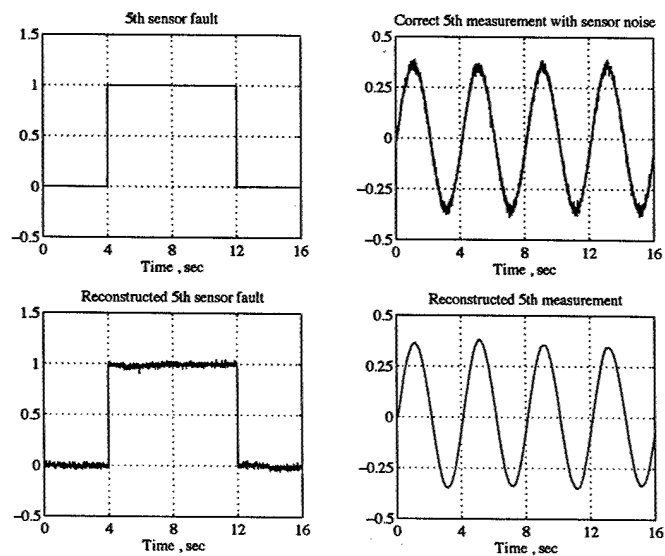 5th sensor fault
1.5
1
0.5
0
−0.5
0 4 8 12 16
Time , sec
Correct 5th measurement with sensor noise
0.5
0.25
0
−0.25
−0.5
0 4 8 12 16
Time , sec
Reconstructed 5th sensor fault
1.5
1
0.5
0
−0.5
0 4 8 12 16
Time , sec
Reconstructed 5th measurement
0.5
0.25
0
−0.25
−0.5
0 4 8 12 16
Time , sec